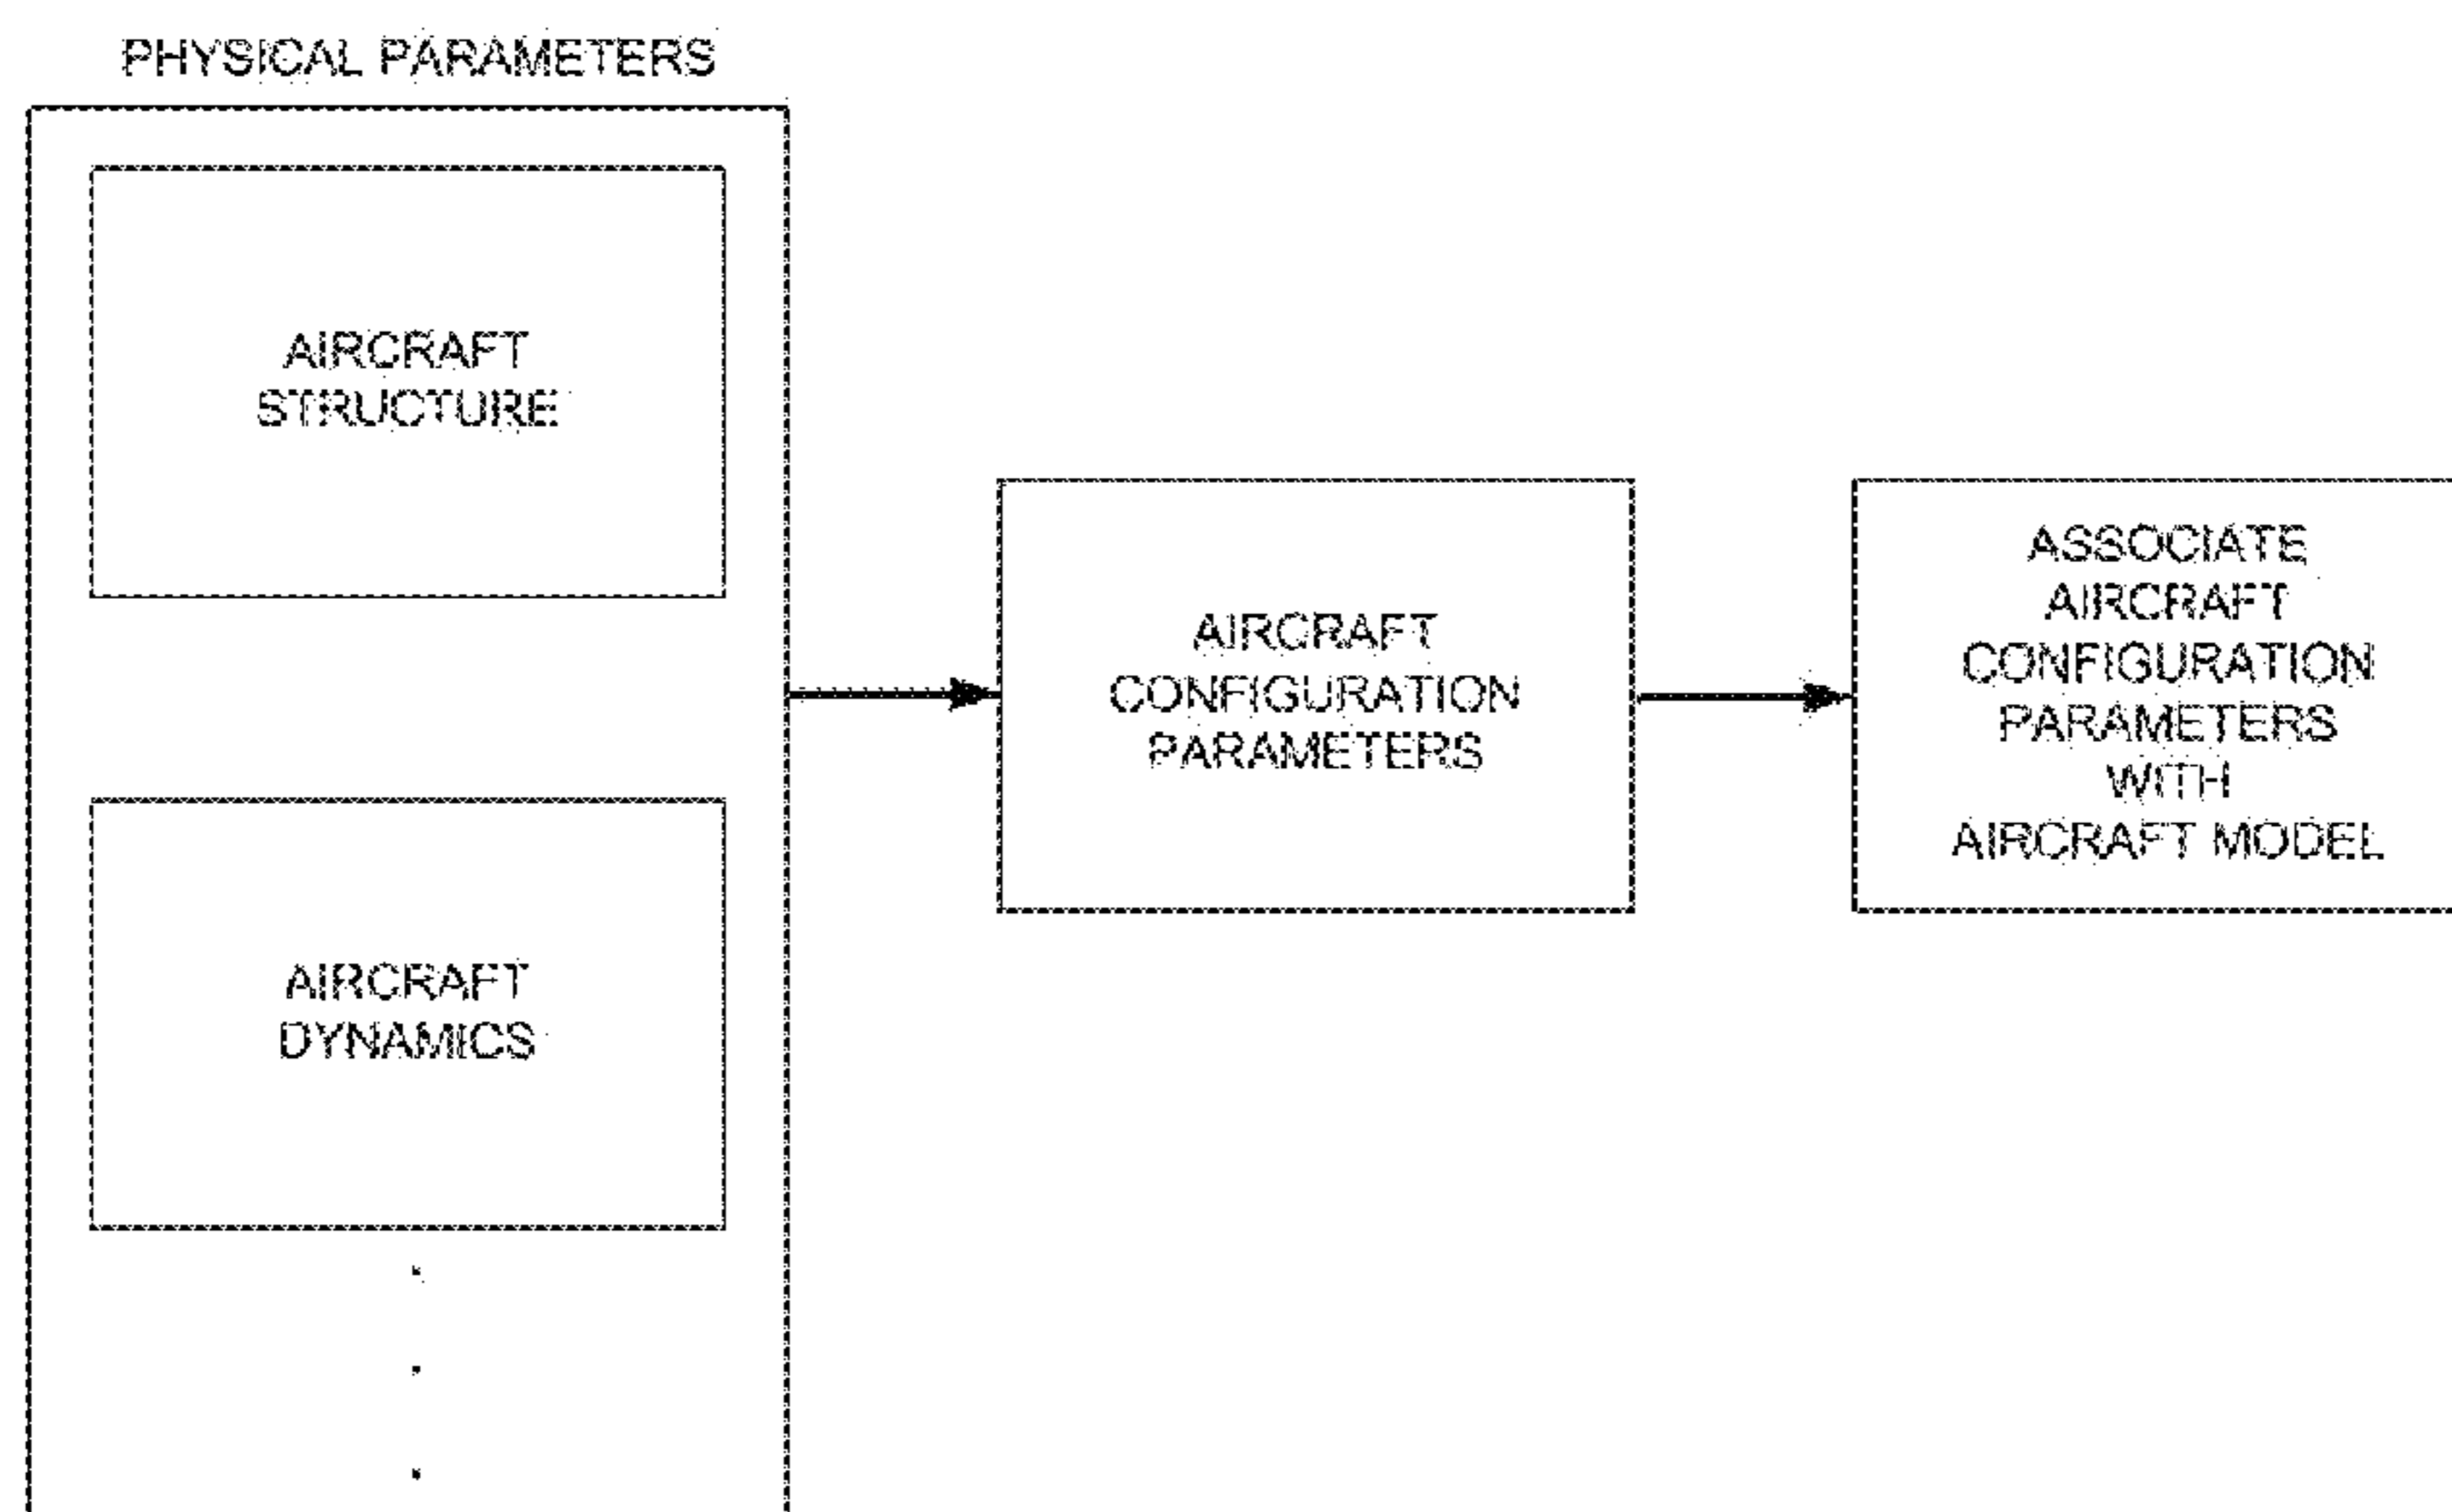 PHYSICAL PARAMETERS
AIRCRAFT
STRUCTURE
AIRCRAFT
DYNAMICS
AIRCRAFT
CONFIGURATION
PARAMETERS
ASSOCIATE
AIRCRAFT
CONFIGURATION
PARAMETERS
WITH
AIRCRAFT MODEL